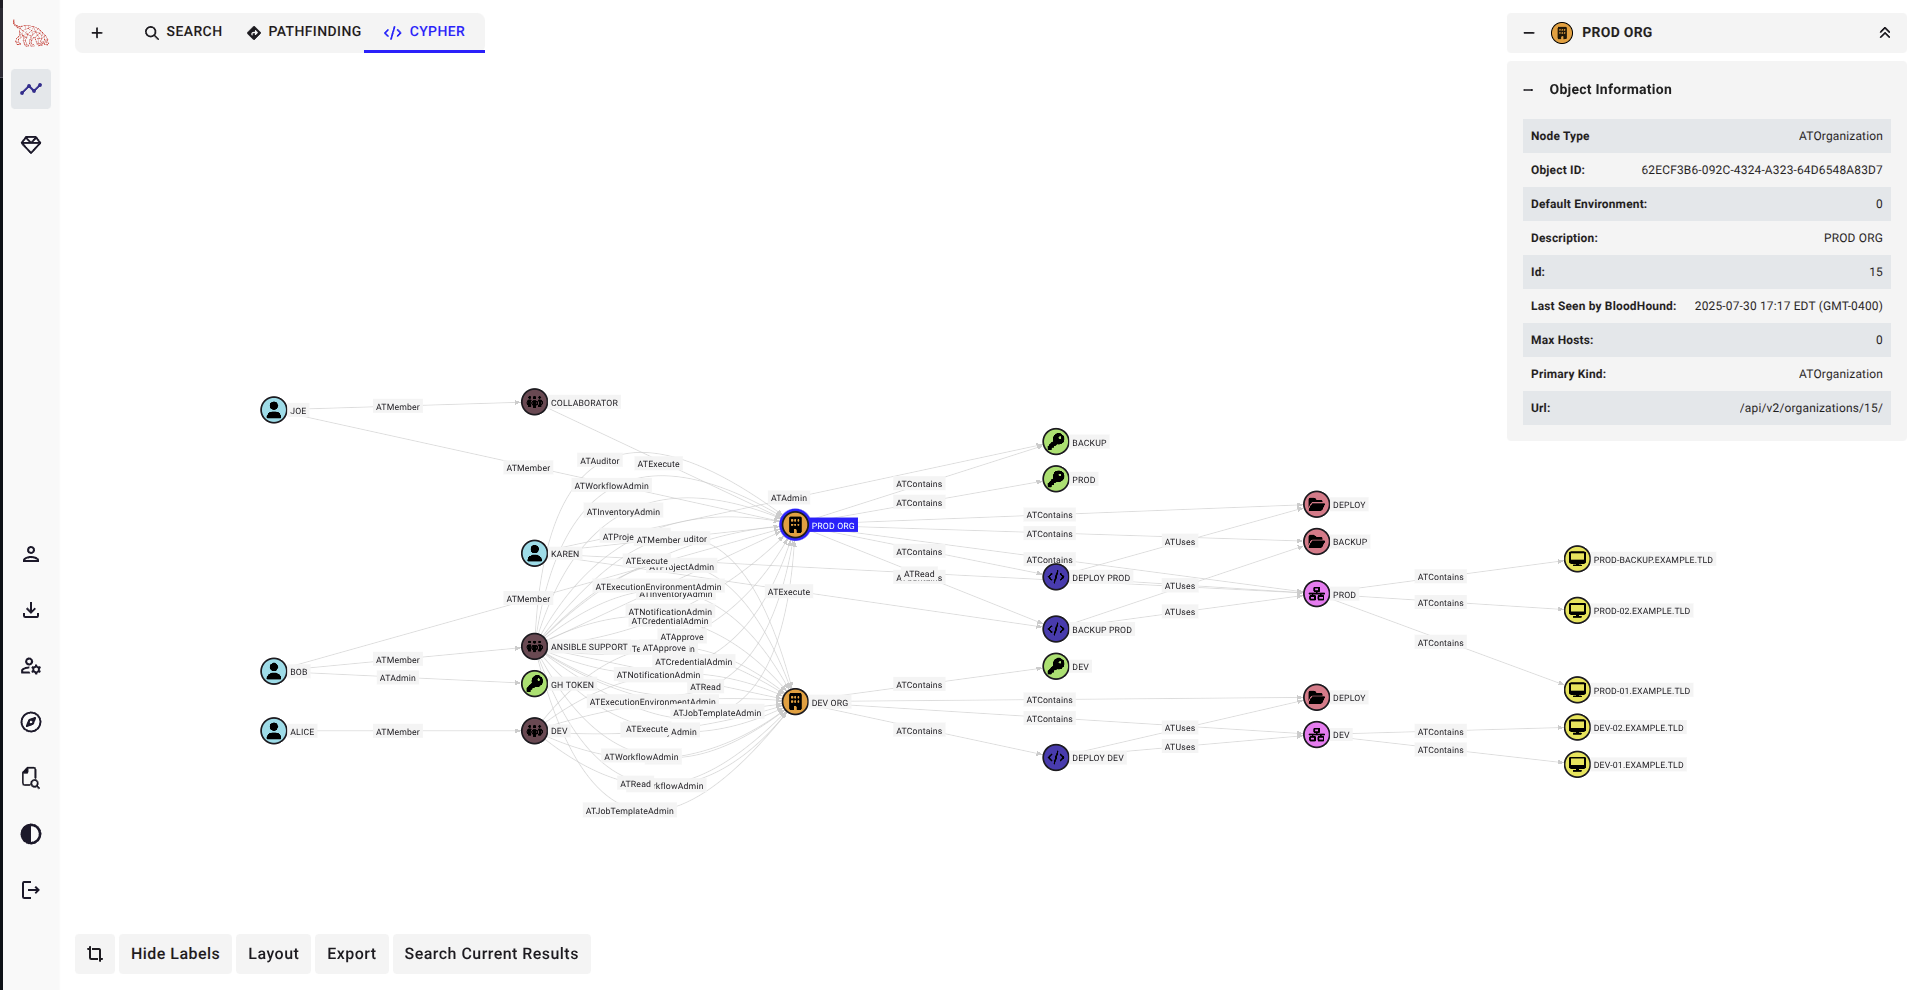 SEARCH
PATHFINDING
CYPHER
PROD ORG
Object Information
Node Type ATOrganization
Object ID: 62ECF3B6-092C-4324-A323-64D6548A83D7
Default Environment: 0
Description: PROD ORG
Id: 15
Last Seen by BloodHound: 2025-07-30 17:17 EDT (GMT-0400)
Max Hosts: 0
Primary Kind: ATOrganization
Url: /api/v2/organizations/15/
JOE
ATMember
COLLABORATOR
ATMember
ATAuditor
ATExecute
ATWorkflowAdmin
ATInventoryAdmin
ATAdmin
PROD ORG
KAREN
ATProje
ATMember
uditor
ATExecute
ATProjectAdmin
ATExecutionEnvironmentAdmin
ATInventoryAdmin
ATMember
ATExecute
ATNotificationAdmin
ATCredentialAdmin
ATApprove
ANSIBLE SUPPORT
ATApprove
BOB
ATMember
ATAdmin
ATCredentialAdmin
ATNotificationAdmin
GH TOKEN
ATRead
ATExecutionEnvironmentAdmin
ATJobTemplateAdmin
DEV ORG
ALICE
ATMember
DEV
ATExecute
Admin
ATWorkflowAdmin
ATRead
kflowAdmin
ATJobTemplateAdmin
BACKUP
ATContains
PROD
ATContains
ATContains
DEPLOY
ATContains
BACKUP
ATUses
ATContains
ATContains
ATRead
DEPLOY PROD
ATUses
PROD
ATUses
BACKUP PROD
DEV
ATContains
ATContains
DEPLOY
ATContains
ATContains
ATUses
DEV
ATUses
DEPLOY DEV
ATContains
PROD-BACKUP.EXAMPLE.TLD
ATContains
PROD-02.EXAMPLE.TLD
ATContains
PROD-01.EXAMPLE.TLD
ATContains
DEV-02.EXAMPLE.TLD
ATContains
DEV-01.EXAMPLE.TLD
Hide Labels
Layout
Export
Search Current Results